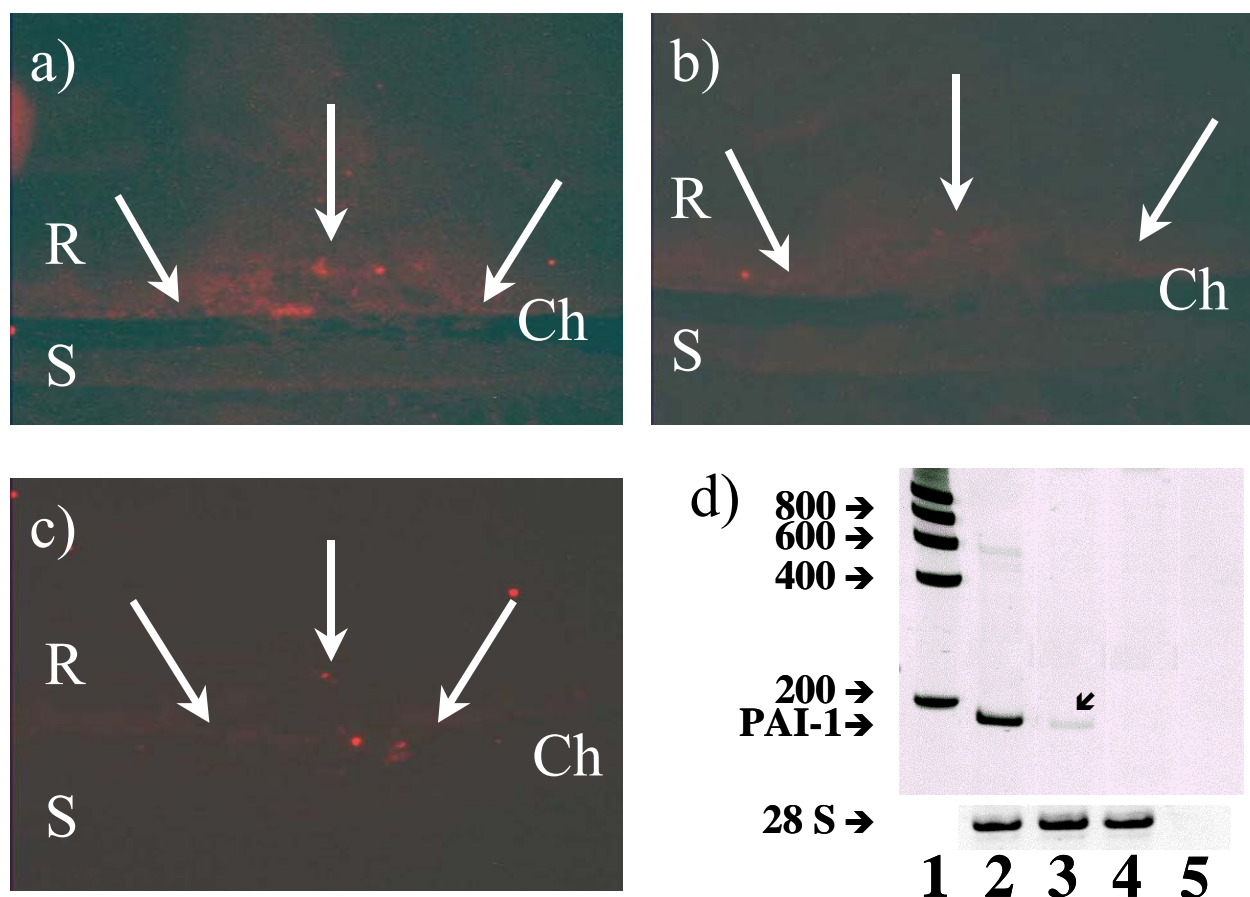 a)
R
Ch
S
b)
R
Ch
S
c)
R
Ch
S
d)
800 ➔
600 ➔
400 ➔
200 ➔
PAI-1 ➔
28 S ➔
1 2 3 4 5